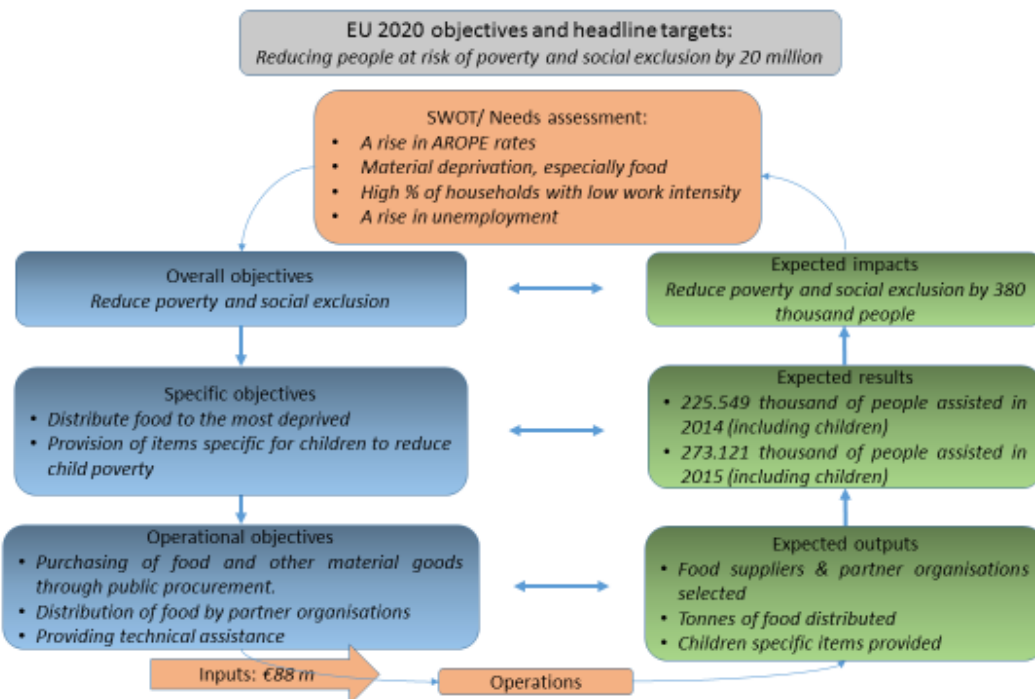 EU 2020 objectives and headline targets:
Reducing people at risk of poverty and social exclusion by 20 million
SWOT/ Needs assessment:
• A rise in AROPE rates
• Material deprivation, especially food
• High % of households with low work intensity
• A rise in unemployment
Overall objectives
Reduce poverty and social exclusion
Expected impacts
Reduce poverty and social exclusion by 380
thousand people
Specific objectives
• Distribute food to the most deprived
• Provision of items specific for children to reduce
child poverty
Expected results
• 225.549 thousand of people assisted in
2014 (including children)
• 273.121 thousand of people assisted in
2015 (including children)
Operational objectives
• Purchasing of food and other material goods
through public procurement.
• Distribution of food by partner organisations
• Providing technical assistance
Expected outputs
• Food suppliers & partner organisations
selected
• Tonnes of food distributed
• Children specific items provided
Inputs: €88 m
Operations